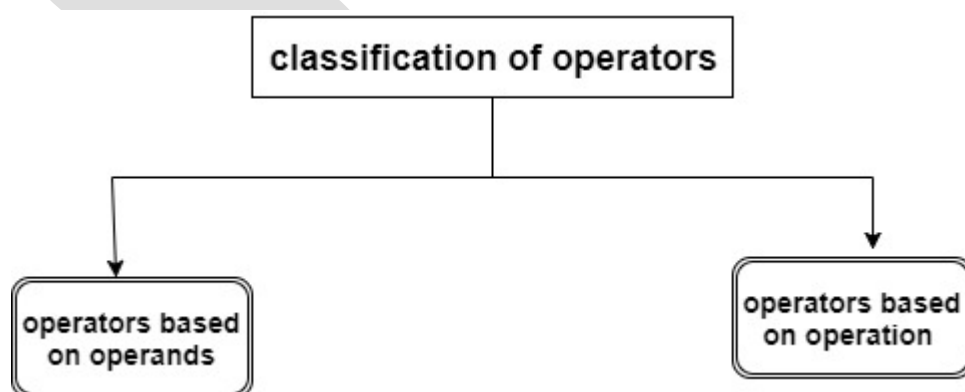 classification of operators
operators based
on operands
operators based
on operation